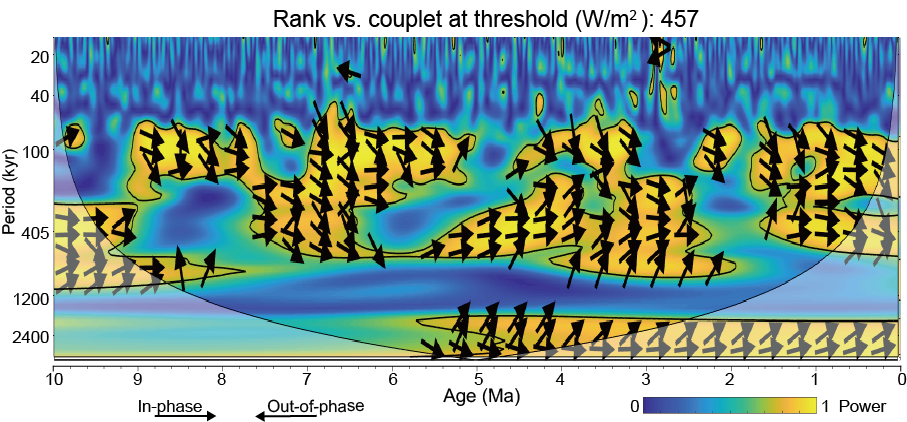 Rank vs. couplet at threshold (W/m²): 457
20
40
100
405
1200
2400
Period (kyr)
10 9 8 7 6 5 4 3 2 1 0
Age (Ma)
In-phase
Out-of-phase
0 1 Power